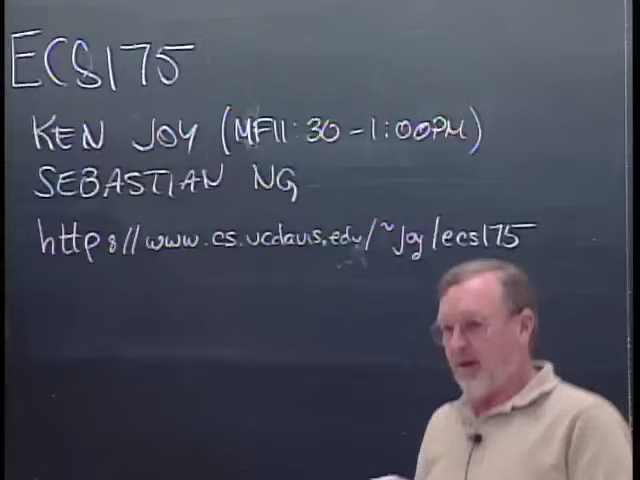 ECS175
KEN JOY (MF11:30-1:00PM)
SEBASTIAN NG
http://www.cs.ucdavis.edu/~joy/ecs175